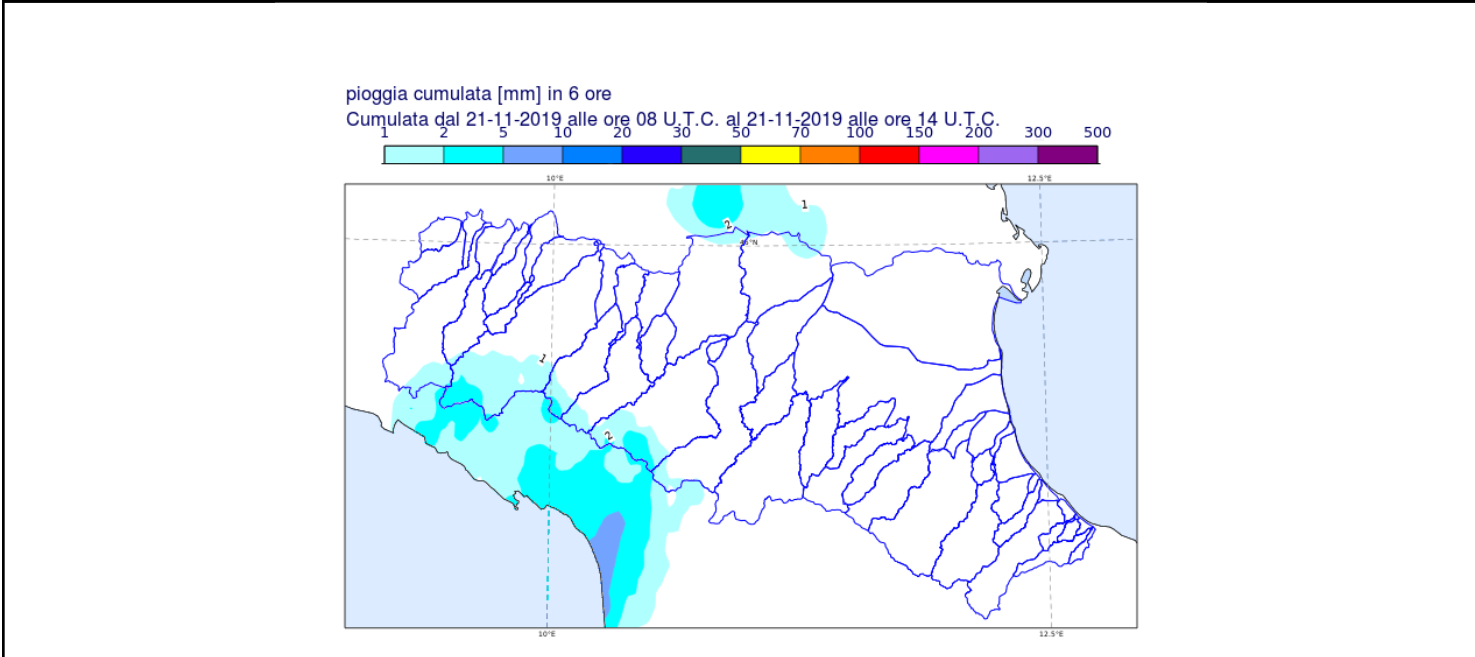 pioggia cumulata [mm] in 6 ore
Cumulata dal 21-11-2019 alle ore 08 U.T.C. al 21-11-2019 alle ore 14 U.T.C.
1 2 5 10 20 30 50 70 100 150 200 300 500
10°E 12.5°E
1
2
45°N
1
2
10°E 12.5°E